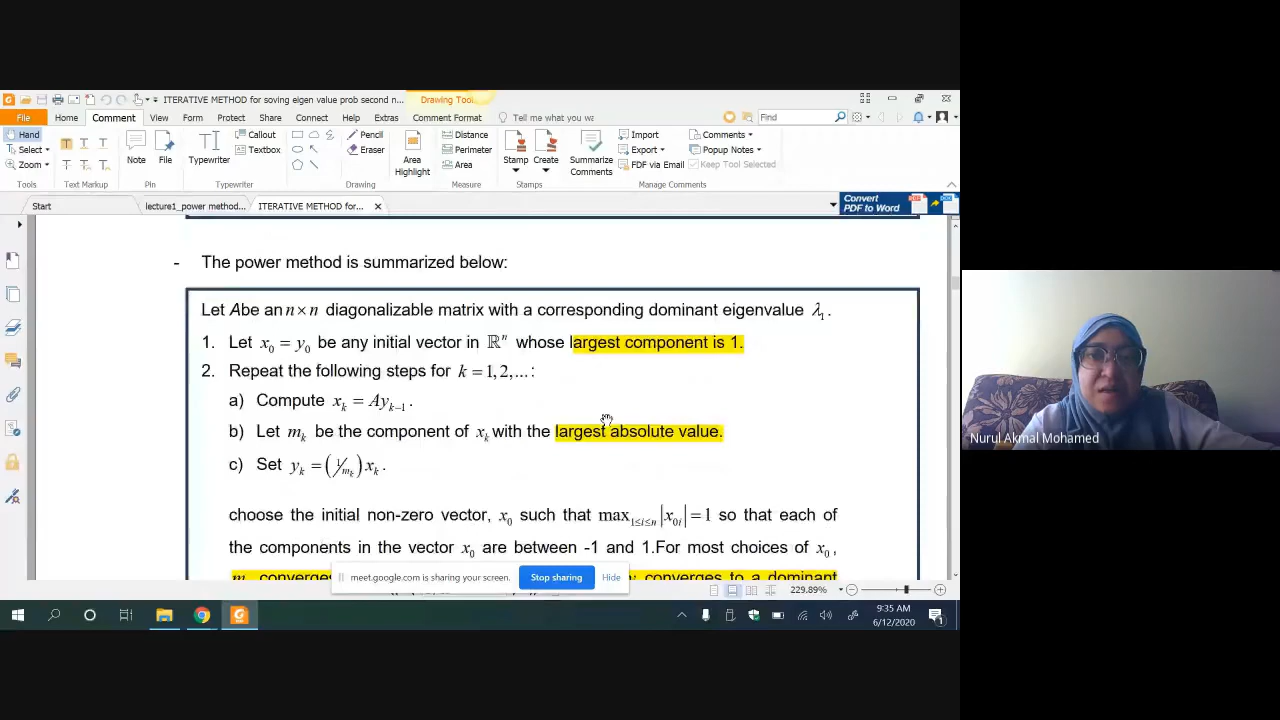 ITERATIVE METHOD for soving eigen value prob second n... Drawing Tool
File Home Comment View Form Protect Share Connect Help Extras Comment Format Tell me what you wa Find
Hand Callout Pencil Distance Import Comments
Select Note File Typewriter Textbox Eraser Area Highlight Perimeter Stamp Create Summarize Comments Export Popup Notes
Zoom Area FDF via Email Keep Tool Selected
Tools Text Markup Pin Typewriter Drawing Measure Stamps Manage Comments
Start lecture1_power method... ITERATIVE METHOD for... Convert PDF to Word
- The power method is summarized below:
Let Abe an n × n diagonalizable matrix with a corresponding dominant eigenvalue λ₁.
1. Let x₀ = y₀ be any initial vector in ℝⁿ whose largest component is 1.
2. Repeat the following steps for k = 1, 2,...:
a) Compute xₖ = Ayₖ₋₁.
b) Let mₖ be the component of xₖ with the largest absolute value.
c) Set yₖ = (1/mₖ)xₖ.
choose the initial non-zero vector, x₀ such that max₁≤i≤n |x₀i| = 1 so that each of
the components in the vector x₀ are between -1 and 1.For most choices of x₀,
converges to a dominant
meet.google.com is sharing your screen. Stop sharing Hide
229.89%
9:35 AM
6/12/2020
Nurul Akmal Mohamed